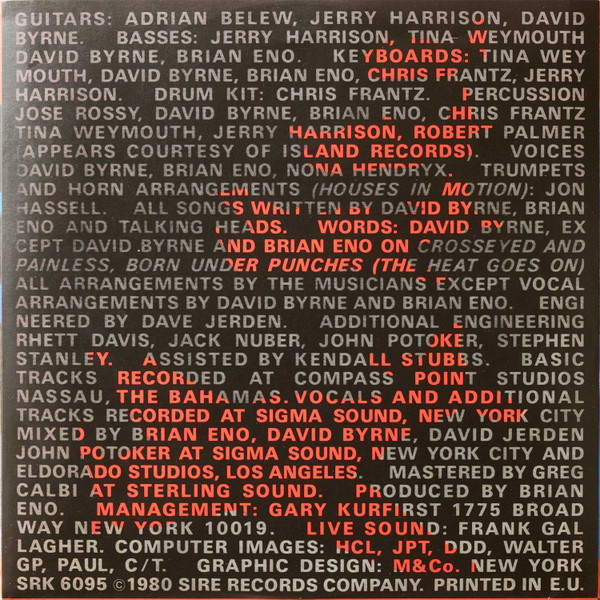 GUITARS: ADRIAN BELEW, JERRY HARRISON, DAVID
BYRNE. BASSES: JERRY HARRISON, TINA WEYMOUTH
DAVID BYRNE, BRIAN ENO. KEYBOARDS: TINA WEY
MOUTH, DAVID BYRNE, BRIAN ENO, CHRIS FRANTZ, JERRY
HARRISON. DRUM KIT: CHRIS FRANTZ. PERCUSSION
JOSE ROSSY, DAVID BYRNE, BRIAN ENO, CHRIS FRANTZ
TINA WEYMOUTH, JERRY HARRISON, ROBERT PALMER
(APPEARS COURTESY OF ISLAND RECORDS). VOICES
DAVID BYRNE, BRIAN ENO, NONA HENDRYX. TRUMPETS
AND HORN ARRANGEMENTS (HOUSES IN MOTION): JON
HASSELL. ALL SONGS WRITTEN BY DAVID BYRNE, BRIAN
ENO AND TALKING HEADS. WORDS: DAVID BYRNE, EX
CEPT DAVID BYRNE AND BRIAN ENO ON CROSSEYED AND
PAINLESS, BORN UNDER PUNCHES (THE HEAT GOES ON)
ALL ARRANGEMENTS BY THE MUSICIANS EXCEPT VOCAL
ARRANGEMENTS BY DAVID BYRNE AND BRIAN ENO. ENGI
NEERED BY DAVE JERDEN. ADDITIONAL ENGINEERING
RHETT DAVIS, JACK NUBER, JOHN POTOKER, STEPHEN
STANLEY. ASSISTED BY KENDALL STUBBS. BASIC
TRACKS RECORDED AT COMPASS POINT STUDIOS
NASSAU, THE BAHAMAS. VOCALS AND ADDITIONAL
TRACKS RECORDED AT SIGMA SOUND, NEW YORK CITY
MIXED BY BRIAN ENO, DAVID BYRNE, DAVID JERDEN
JOHN POTOKER AT SIGMA SOUND, NEW YORK CITY AND
ELDORADO STUDIOS, LOS ANGELES. MASTERED BY GREG
CALBI AT STERLING SOUND. PRODUCED BY BRIAN
ENO. MANAGEMENT: GARY KURFIRST 1775 BROAD
WAY NEW YORK 10019. LIVE SOUND: FRANK GAL
LAGHER. COMPUTER IMAGES: HCL, JPT, DDD, WALTER
GP, PAUL, C/T. GRAPHIC DESIGN: M&Co. NEW YORK
SRK 6095 ©1980 SIRE RECORDS COMPANY. PRINTED IN E.U.